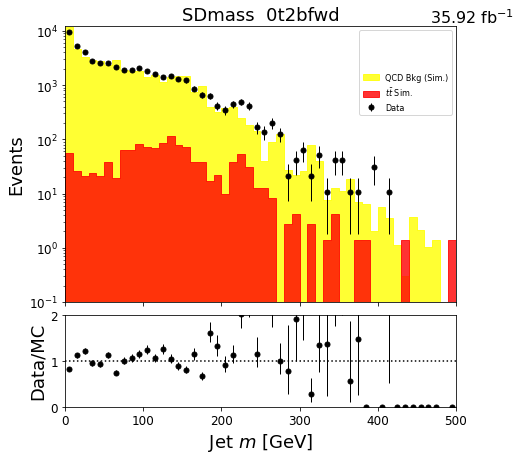 SDmass 0t2bfwd
35.92 fb⁻¹
QCD Bkg (Sim.)
tt̄ Sim.
Data
Events
10⁴
10³
10²
10¹
10⁰
10⁻¹
Data/MC
2
1
0
0 100 200 300 400 500
Jet m [GeV]